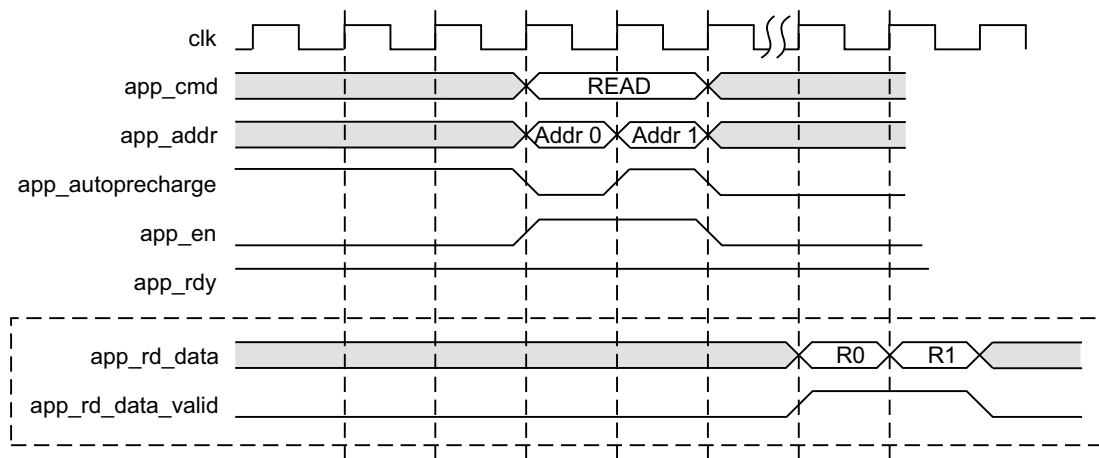 clk
app_cmd READ
app_addr Addr 0 Addr 1
app_autoprecharge
app_en
app_rdy
app_rd_data R0 R1
app_rd_data_valid